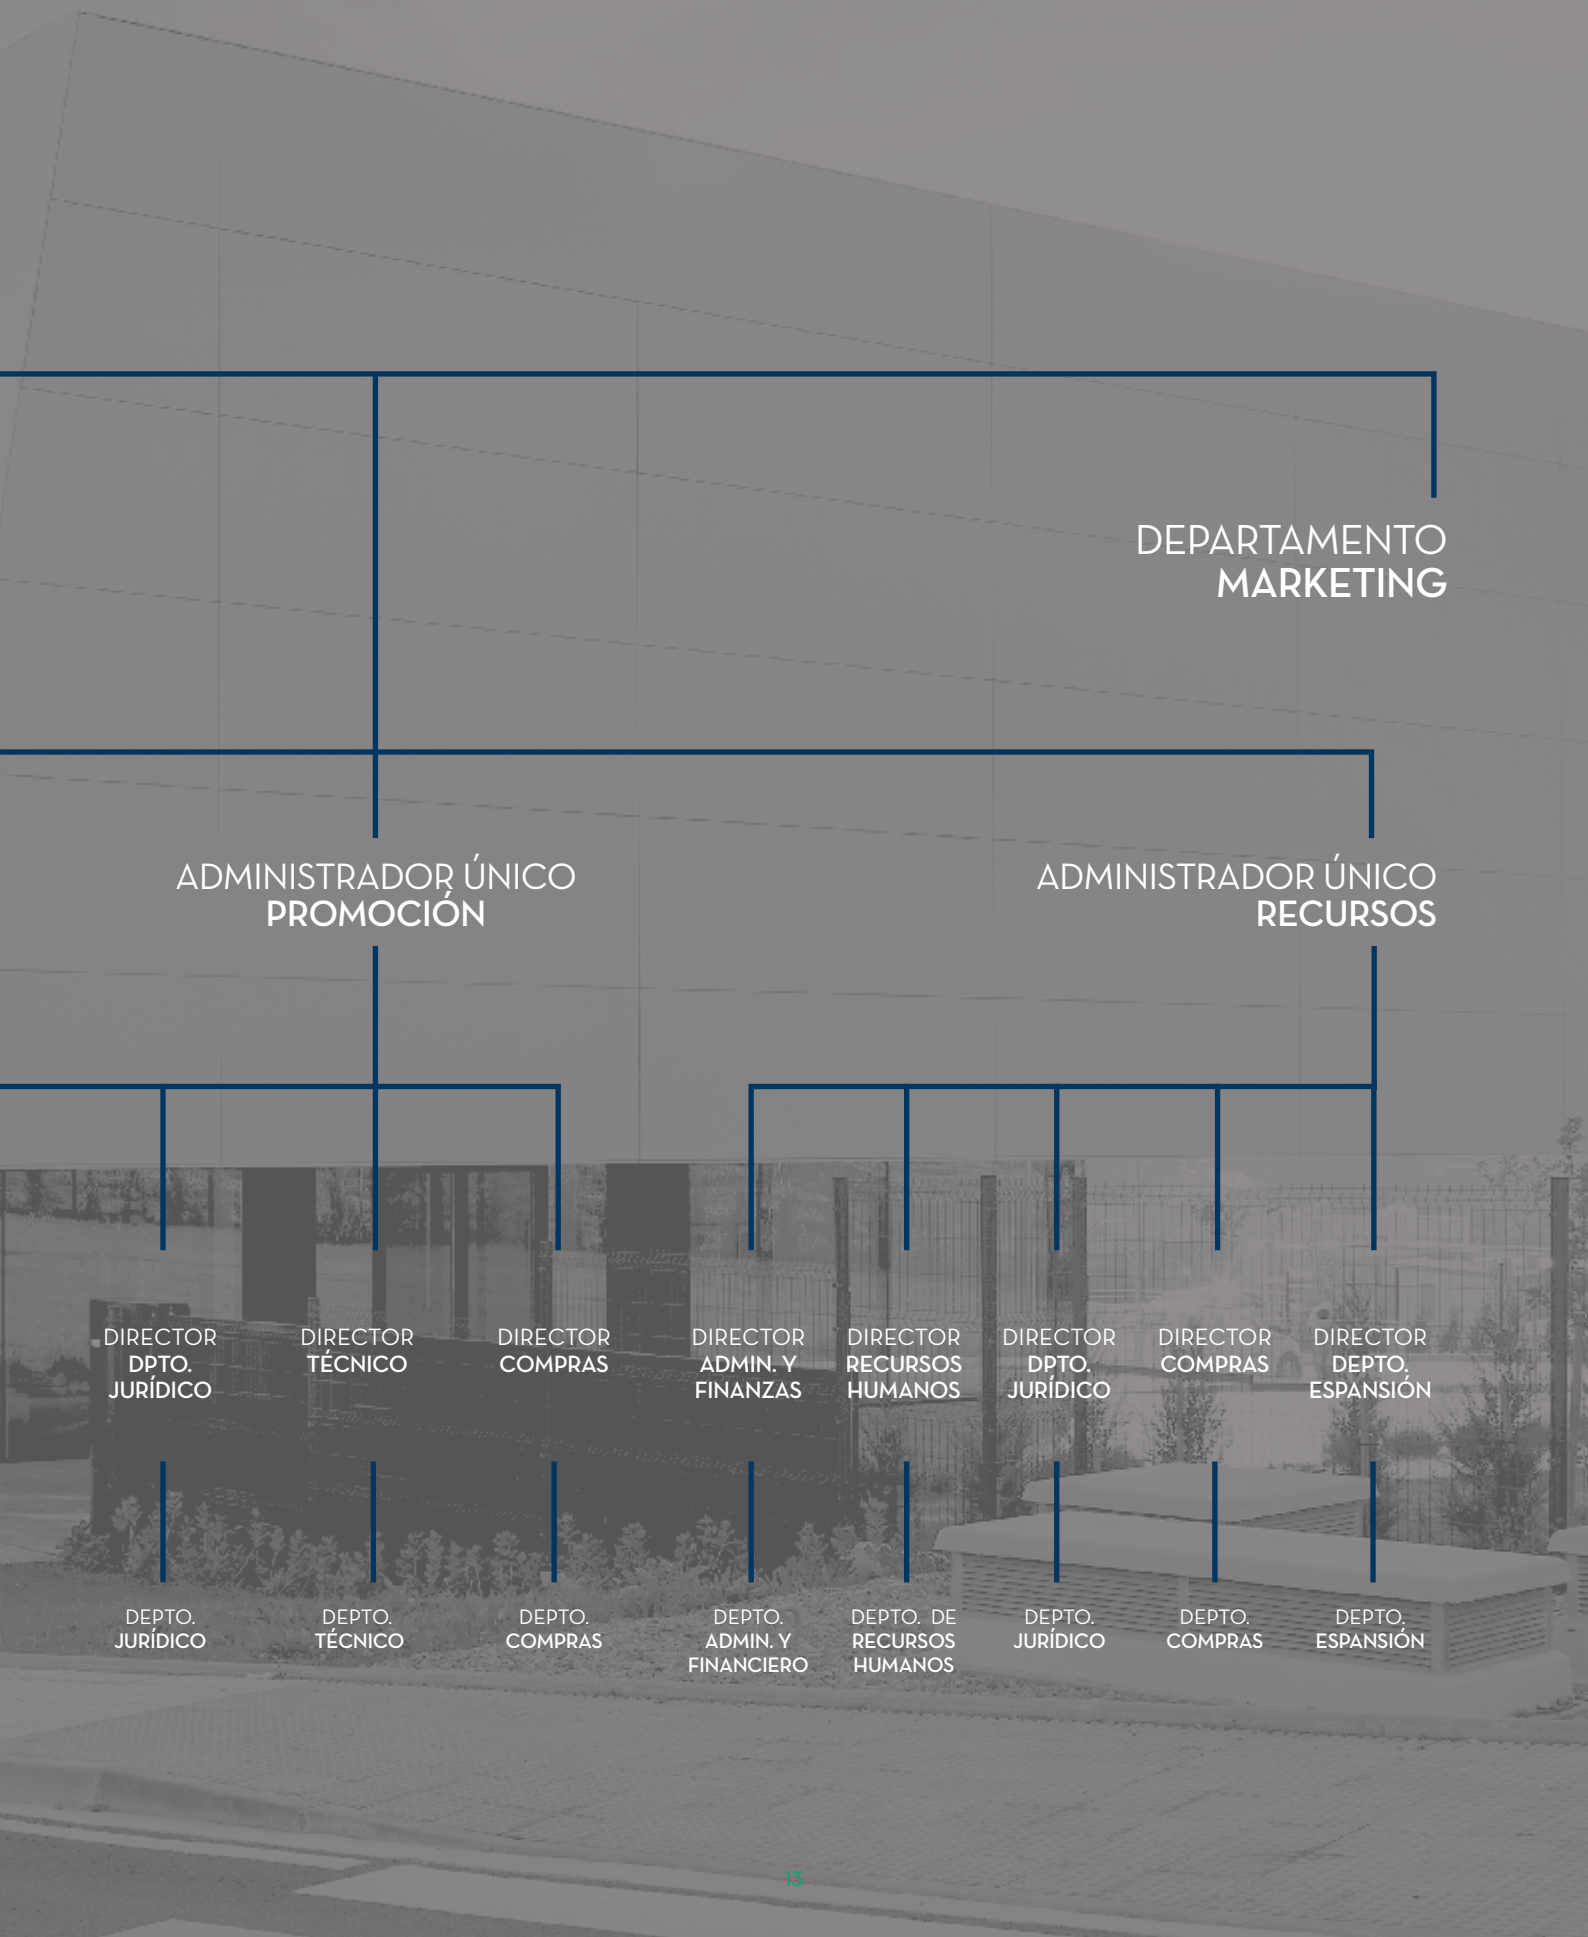 DEPARTAMENTO
MARKETING
ADMINISTRADOR ÚNICO
PROMOCIÓN
ADMINISTRADOR ÚNICO
RECURSOS
DIRECTOR
DPTO.
JURÍDICO
DIRECTOR
TÉCNICO
DIRECTOR
COMPRAS
DIRECTOR
ADMIN. Y
FINANZAS
DIRECTOR
RECURSOS
HUMANOS
DIRECTOR
DPTO.
JURÍDICO
DIRECTOR
COMPRAS
DIRECTOR
DEPTO.
ESPANSIÓN
DEPTO.
JURÍDICO
DEPTO.
TÉCNICO
DEPTO.
COMPRAS
DEPTO.
ADMIN. Y
FINANCIERO
DEPTO. DE
RECURSOS
HUMANOS
DEPTO.
JURÍDICO
DEPTO.
COMPRAS
DEPTO.
ESPANSIÓN
13